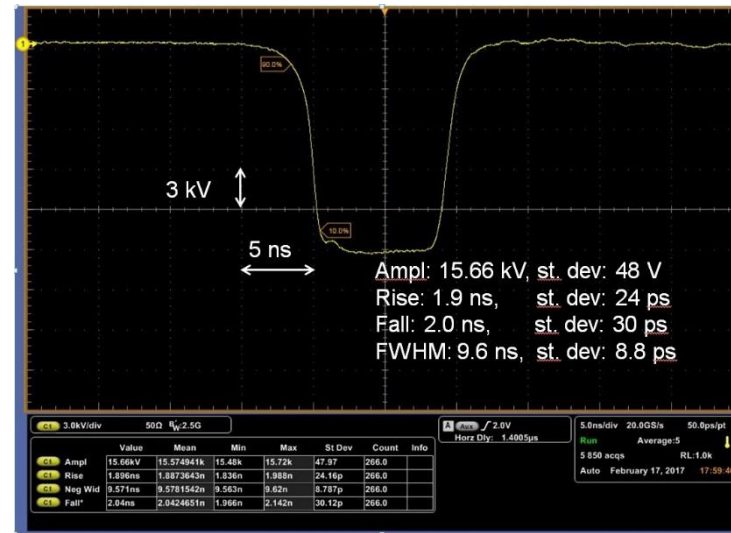 1
90.0%
3 kV
10.0%
5 ns
Ampl: 15.66 kV, st. dev: 48 V
Rise: 1.9 ns, st. dev: 24 ps
Fall: 2.0 ns, st. dev: 30 ps
FWHM: 9.6 ns, st. dev: 8.8 ps
C1 3.0kV/div 50Ω BW:2.5G
A Aux 2.0V
Horz Dly: 1.4005µs
5.0ns/div 20.0GS/s 50.0ps/pt
Run Average:5
5 850 acqs RL:1.0k
Auto February 17, 2017 17:59:4
Value Mean Min Max St Dev Count Info
C1 Ampl 15.66kV 15.574941k 15.48k 15.72k 47.97 266.0
C1 Rise 1.896ns 1.8873643n 1.836n 1.988n 24.16p 266.0
C1 Neg Wid 9.571ns 9.5781542n 9.563n 9.62n 8.787p 266.0
C1 Fall* 2.04ns 2.0424651n 1.966n 2.142n 30.12p 266.0